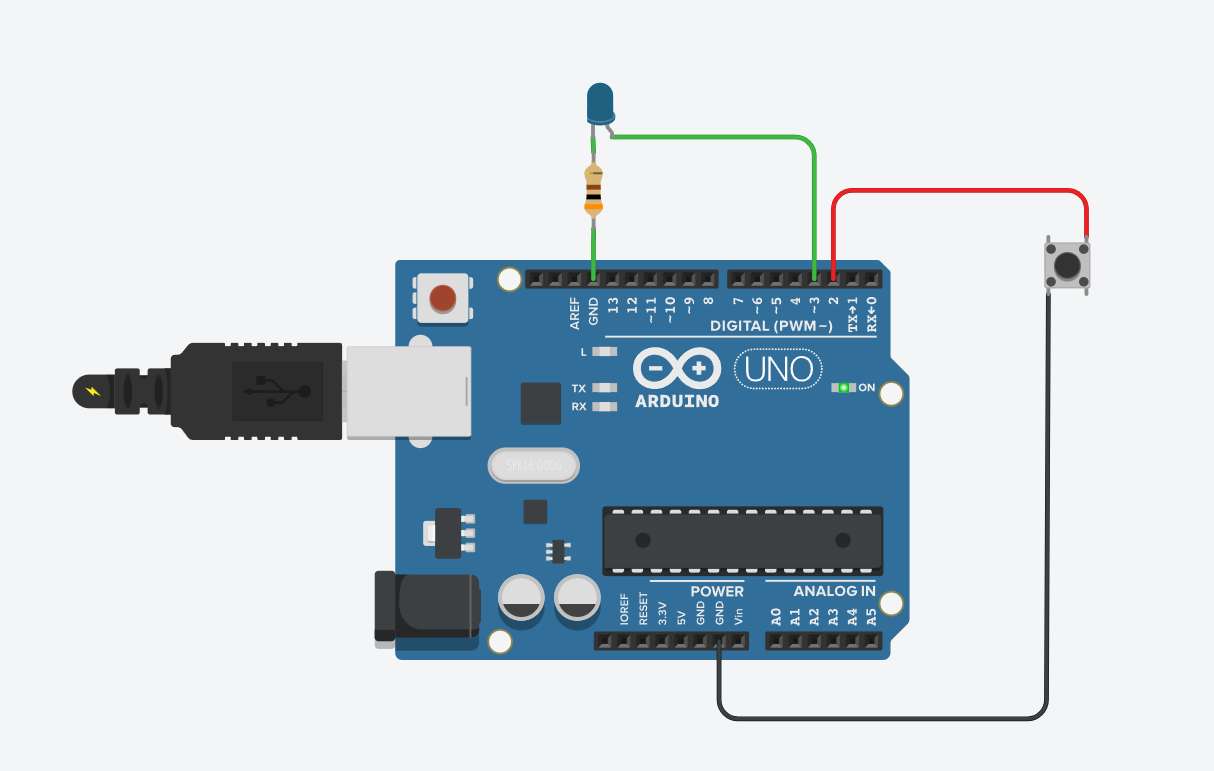 AREF
GND
13
12
~11
~10
~9
8
7
~6
~5
4
~3
2
TX→1
RX←0
DIGITAL (PWM~)
L
TX
RX
ARDUINO
UNO
ON
SPK16.000G
POWER
ANALOG IN
IOREF
RESET
3.3V
5V
GND
GND
Vin
A0
A1
A2
A3
A4
A5